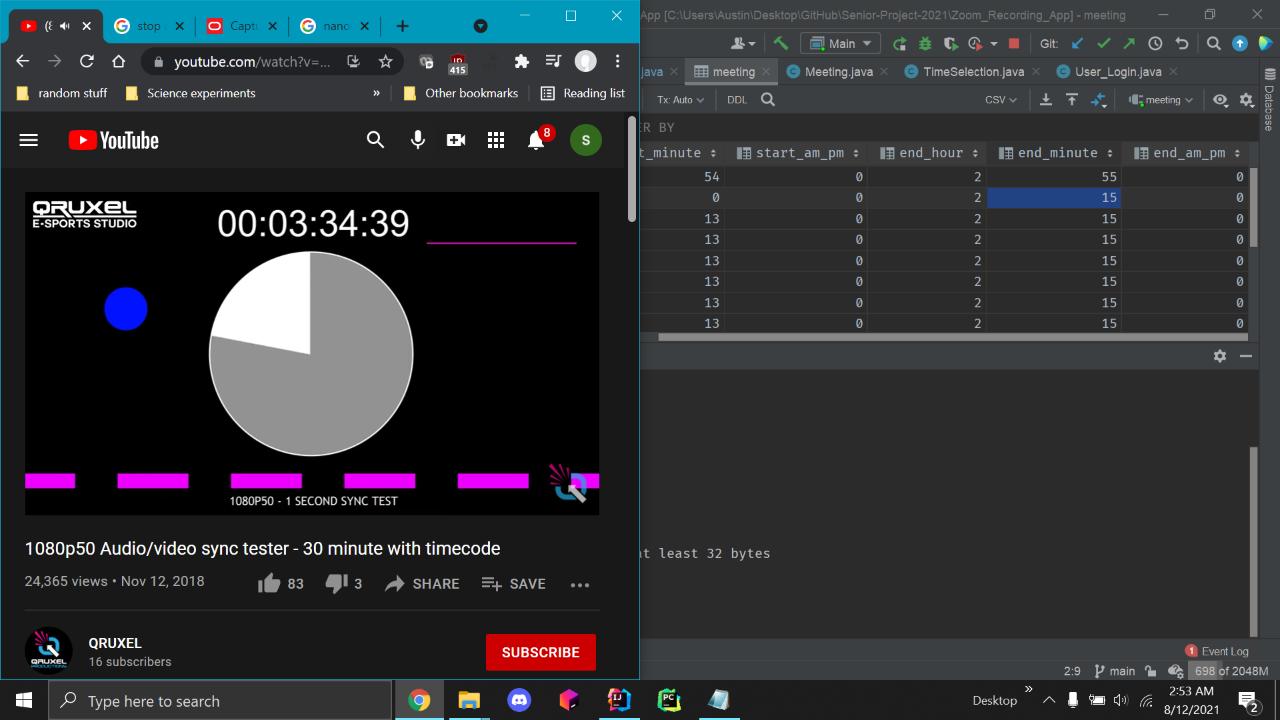 stop
Captu
nano
youtube.com/watch?v=...
415
random stuff
Science experiments
»
Other bookmarks
Reading list
YouTube
8
S
QRUXEL
E-SPORTS STUDIO
00:03:34:39
1080P50 - 1 SECOND SYNC TEST
1080p50 Audio/video sync tester - 30 minute with timecode
24,365 views • Nov 12, 2018
83
3
SHARE
SAVE
QRUXEL
PRODUCTIONS
QRUXEL
16 subscribers
SUBSCRIBE
App [C:\Users\Austin\Desktop\GitHub\Senior-Project-2021\Zoom_Recording_App] - meeting
Main
Git:
java
meeting
Meeting.java
TimeSelection.java
User_Login.java
Tx: Auto
DDL
CSV
meeting
Database
ER BY
t_minute start_am_pm end_hour end_minute end_am_pm
54 0 2 55 0
0 0 2 15 0
13 0 2 15 0
13 0 2 15 0
13 0 2 15 0
13 0 2 15 0
13 0 2 15 0
13 0 2 15 0
at least 32 bytes
1 Event Log
2:9 main 698 of 2048M
Type here to search
Desktop
»
2:53 AM
8/12/2021
2